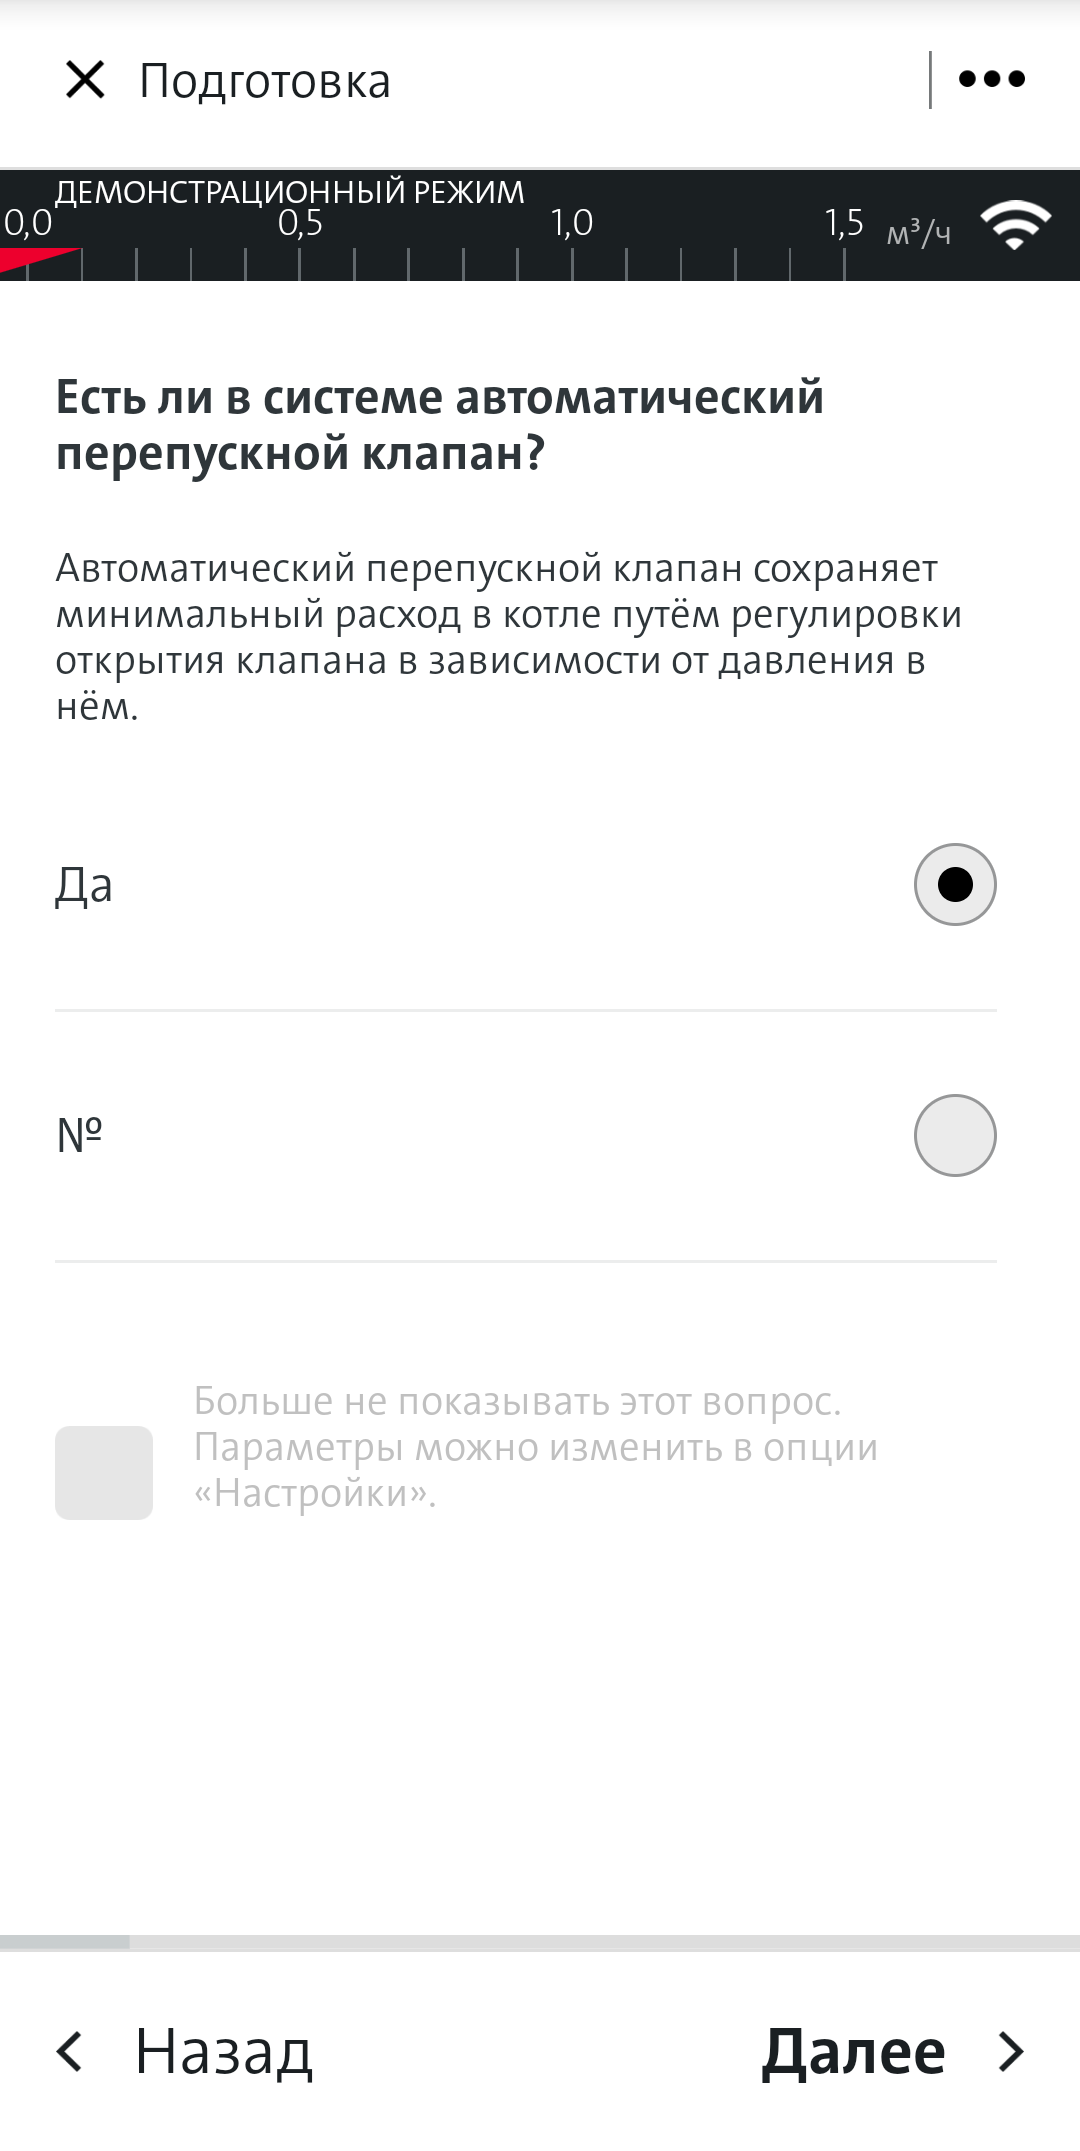 Подготовка
ДЕМОНСТРАЦИОННЫЙ РЕЖИМ
0,0 0,5 1,0 1,5 м³/ч
Есть ли в системе автоматический
перепускной клапан?
Автоматический перепускной клапан сохраняет
минимальный расход в котле путём регулировки
открытия клапана в зависимости от давления в
нём.
Да
№
Больше не показывать этот вопрос.
Параметры можно изменить в опции
«Настройки».
Назад Далее